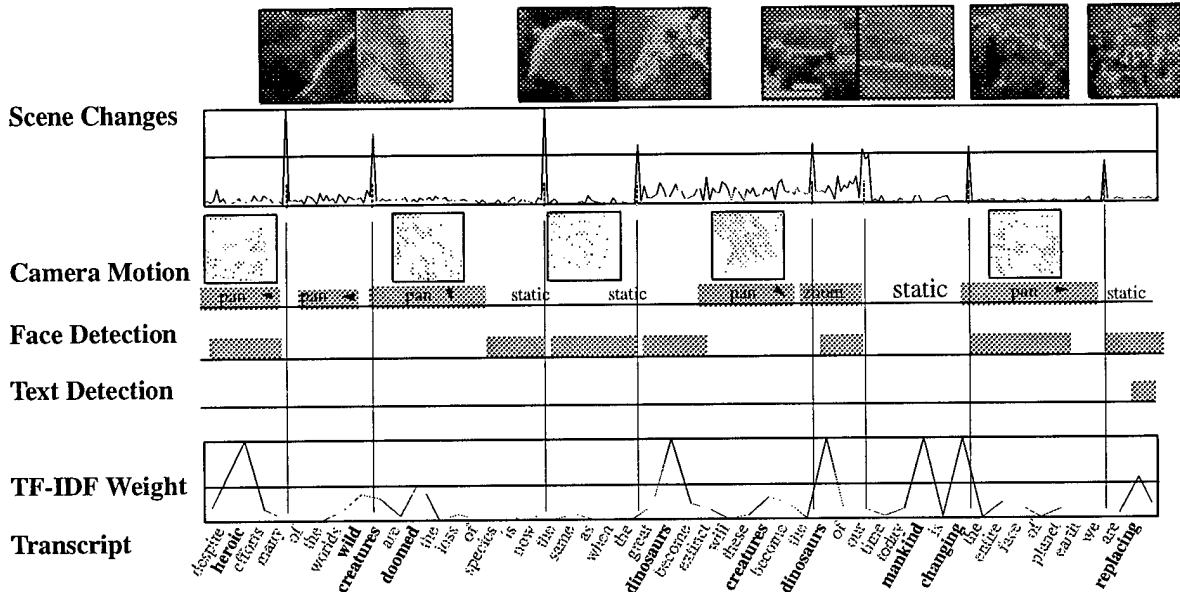 Scene Changes
Camera Motion
pan pan pan static static pan zoom static pan static
Face Detection
Text Detection
TF-IDF Weight
Transcript
despite heroic efforts many of the worlds wild creatures are doomed the loss of species is now the same as when the great dinosaurs become extinct will these creatures become the dinosaurs of our time today mankind is changing the entire face of planet earth we are replacing